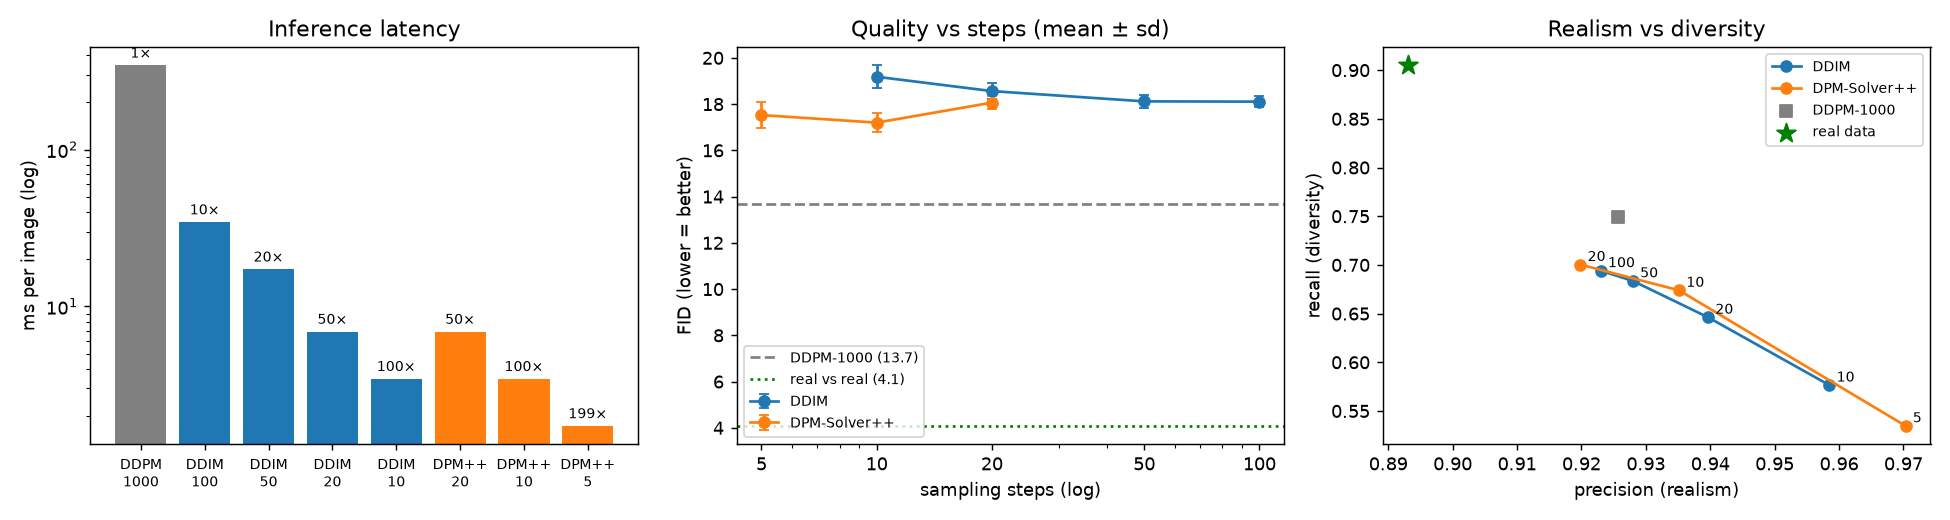 Inference latency
ms per image (log)
10²
10¹
1×
10×
20×
50×
100×
50×
100×
199×
DDPM DDIM DDIM DDIM DDIM DPM++ DPM++ DPM++
1000 100 50 20 10 20 10 5
Quality vs steps (mean ± sd)
FID (lower = better)
20
18
16
14
12
10
8
6
4
DDPM-1000 (13.7)
real vs real (4.1)
DDIM
DPM-Solver++
5 10 20 50 100
sampling steps (log)
Realism vs diversity
recall (diversity)
0.90
0.85
0.80
0.75
0.70
0.65
0.60
0.55
DDIM
DPM-Solver++
DDPM-1000
real data
20
100
50
10
20
10
5
0.89 0.90 0.91 0.92 0.93 0.94 0.95 0.96 0.97
precision (realism)